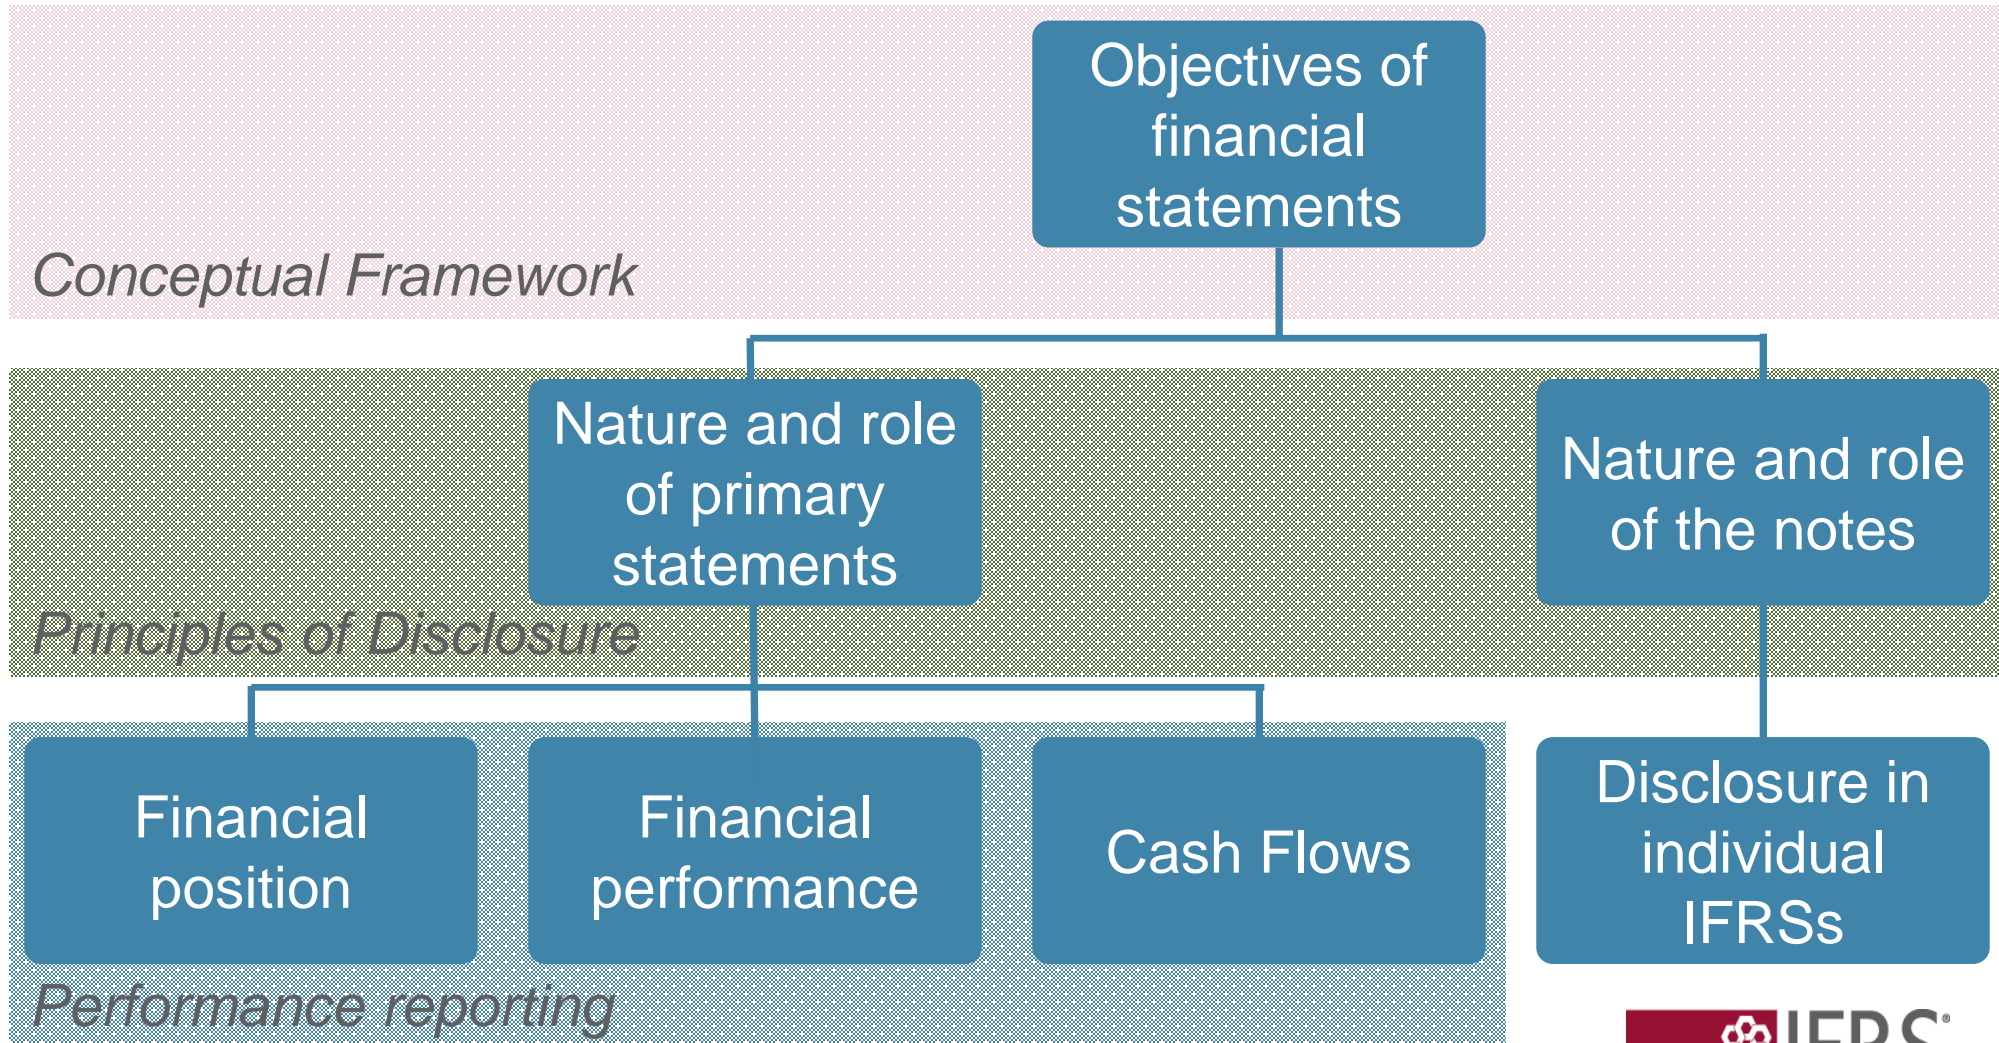 Objectives of
financial
statements
Conceptual Framework
Nature and role
of primary
statements
Nature and role
of the notes
Principles of Disclosure
Financial
position
Financial
performance
Cash Flows
Disclosure in
individual
IFRSs
Performance reporting
IFRS®